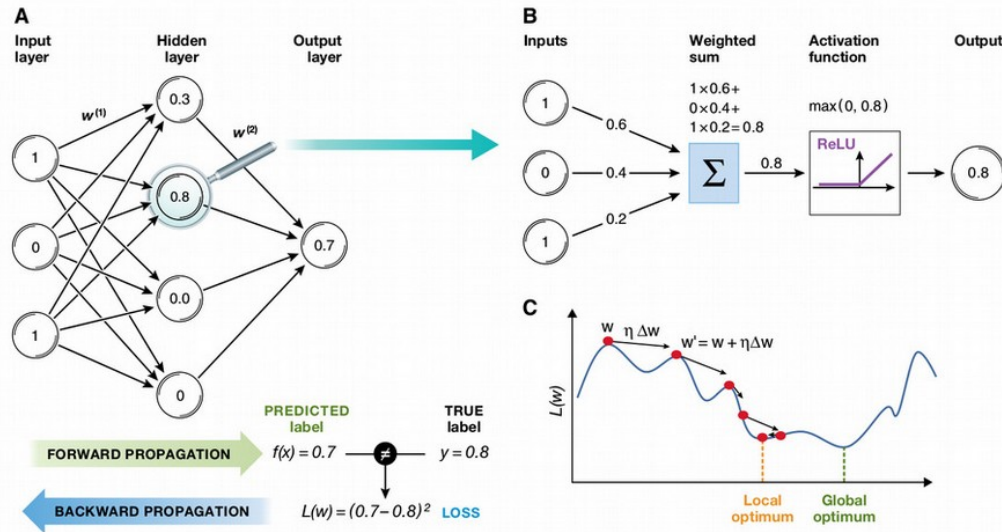 A
Input
layer
Hidden
layer
Output
layer
w(1)
w(2)
1
0
1
0.3
0.8
0.0
0
0.7
FORWARD PROPAGATION
BACKWARD PROPAGATION
PREDICTED
label
TRUE
label
f(x) = 0.7
≠
y = 0.8
L(w) = (0.7 – 0.8)²
LOSS
B
Inputs
Weighted
sum
Activation
function
Output
1
0
1
0.6
0.4
0.2
1×0.6+
0×0.4+
1×0.2=0.8
Σ
0.8
max(0, 0.8)
ReLU
0.8
C
L(w)
w
η Δw
w' = w + ηΔw
Local
optimum
Global
optimum